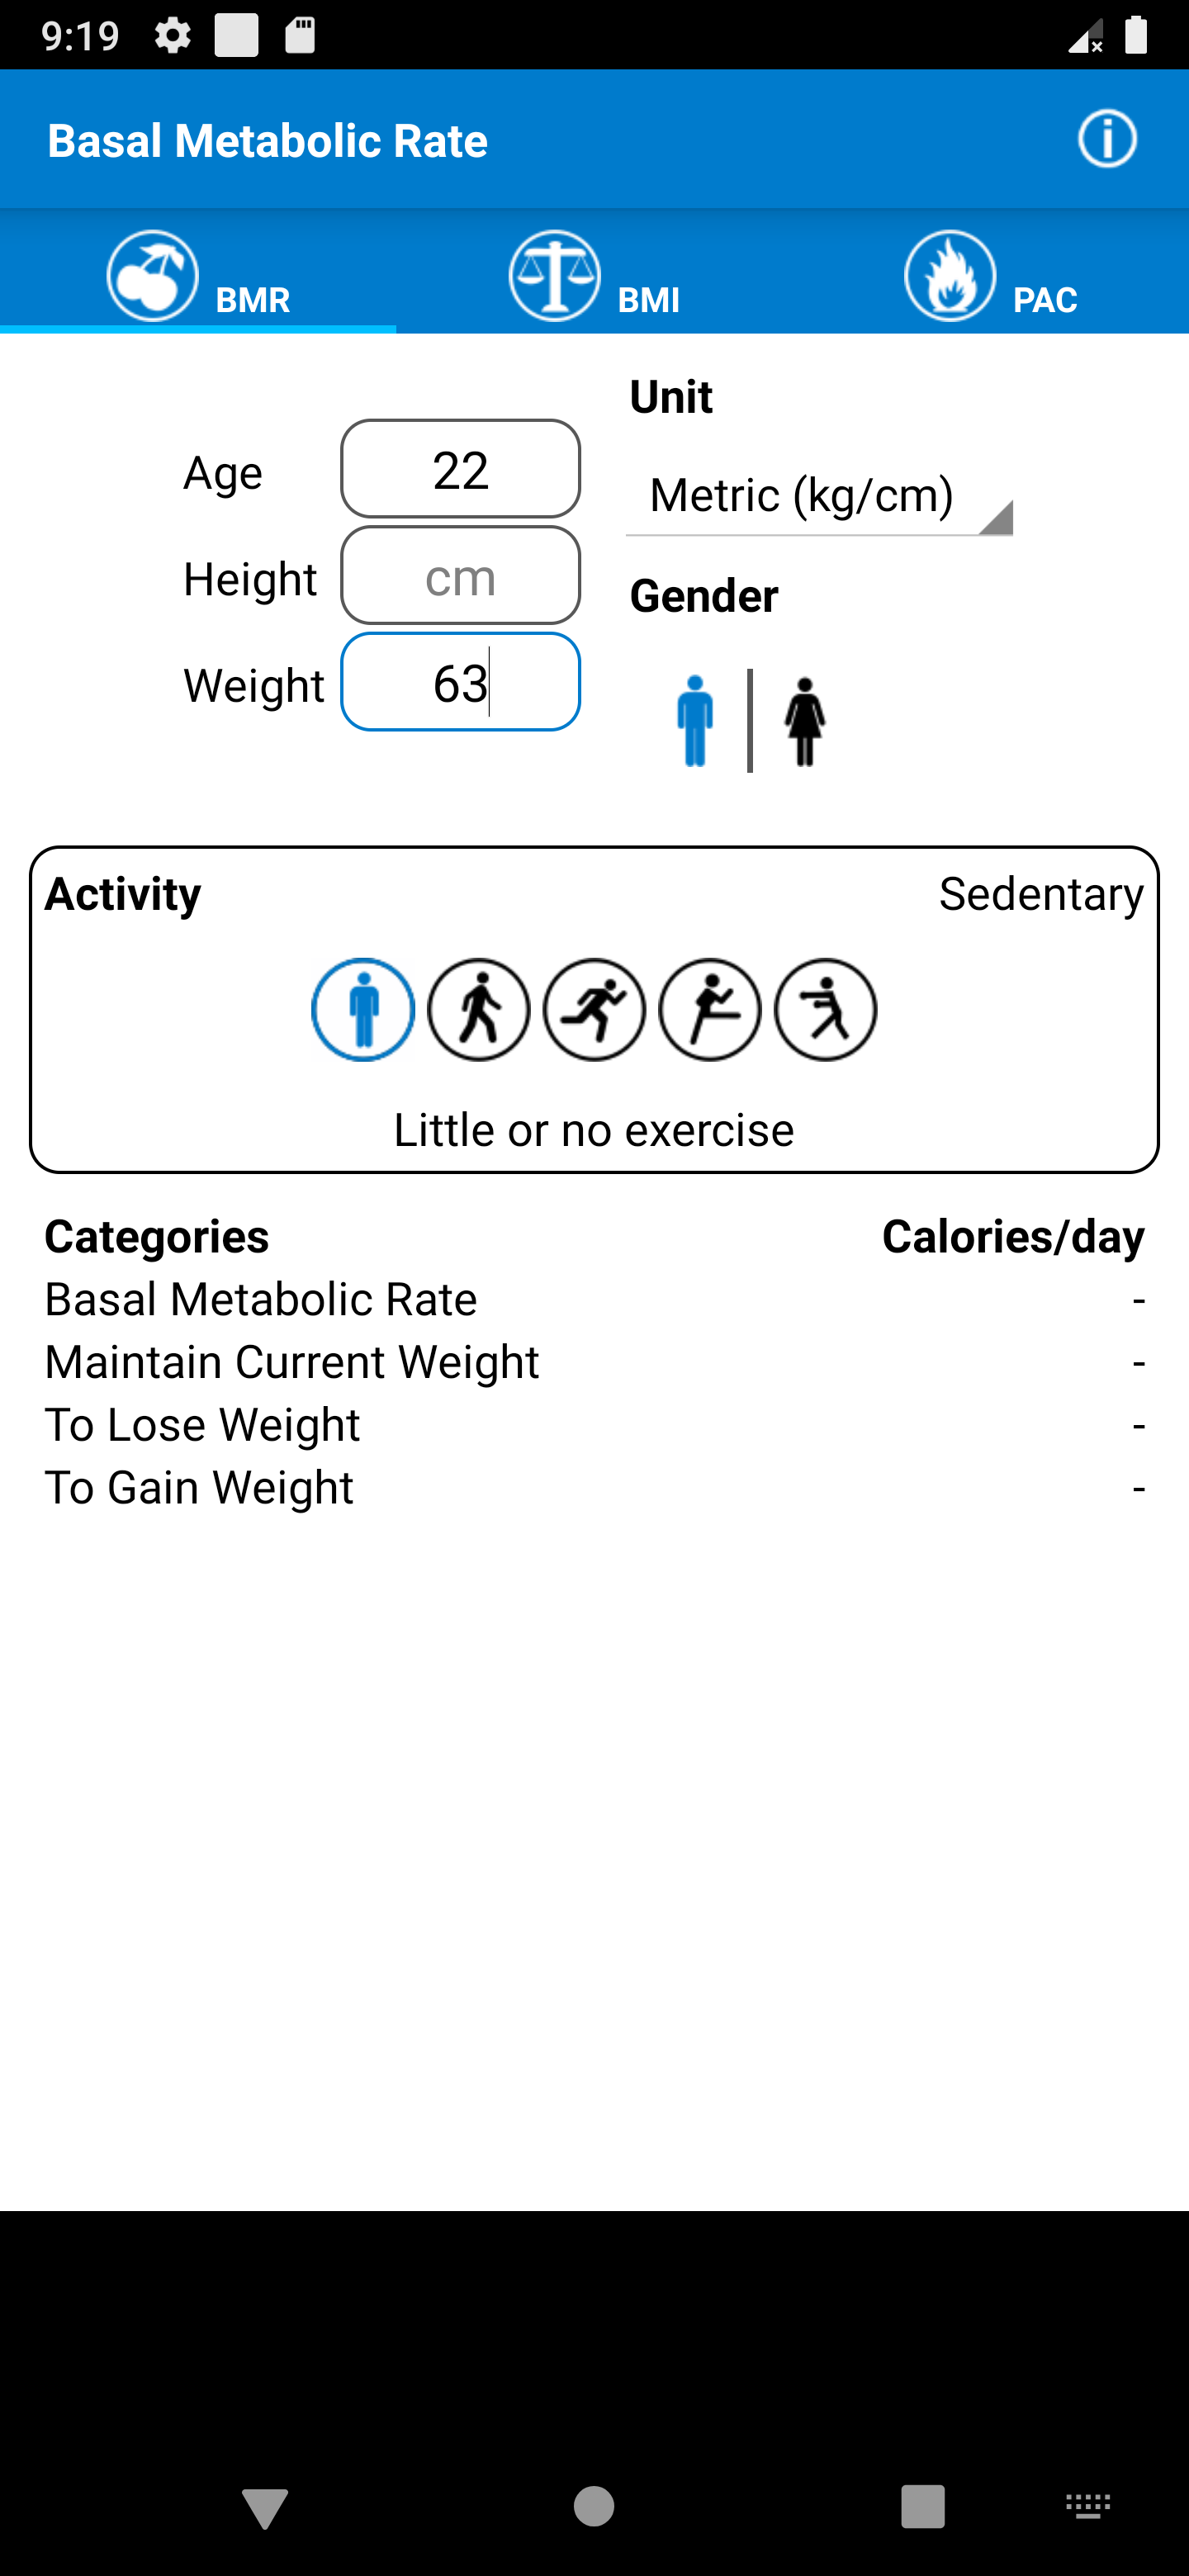 9:19
Basal Metabolic Rate
BMR
BMI
PAC
Unit
Age
22
Metric (kg/cm)
Height
cm
Gender
Weight
63
Activity
Sedentary
Little or no exercise
Categories
Calories/day
Basal Metabolic Rate
-
Maintain Current Weight
-
To Lose Weight
-
To Gain Weight
-